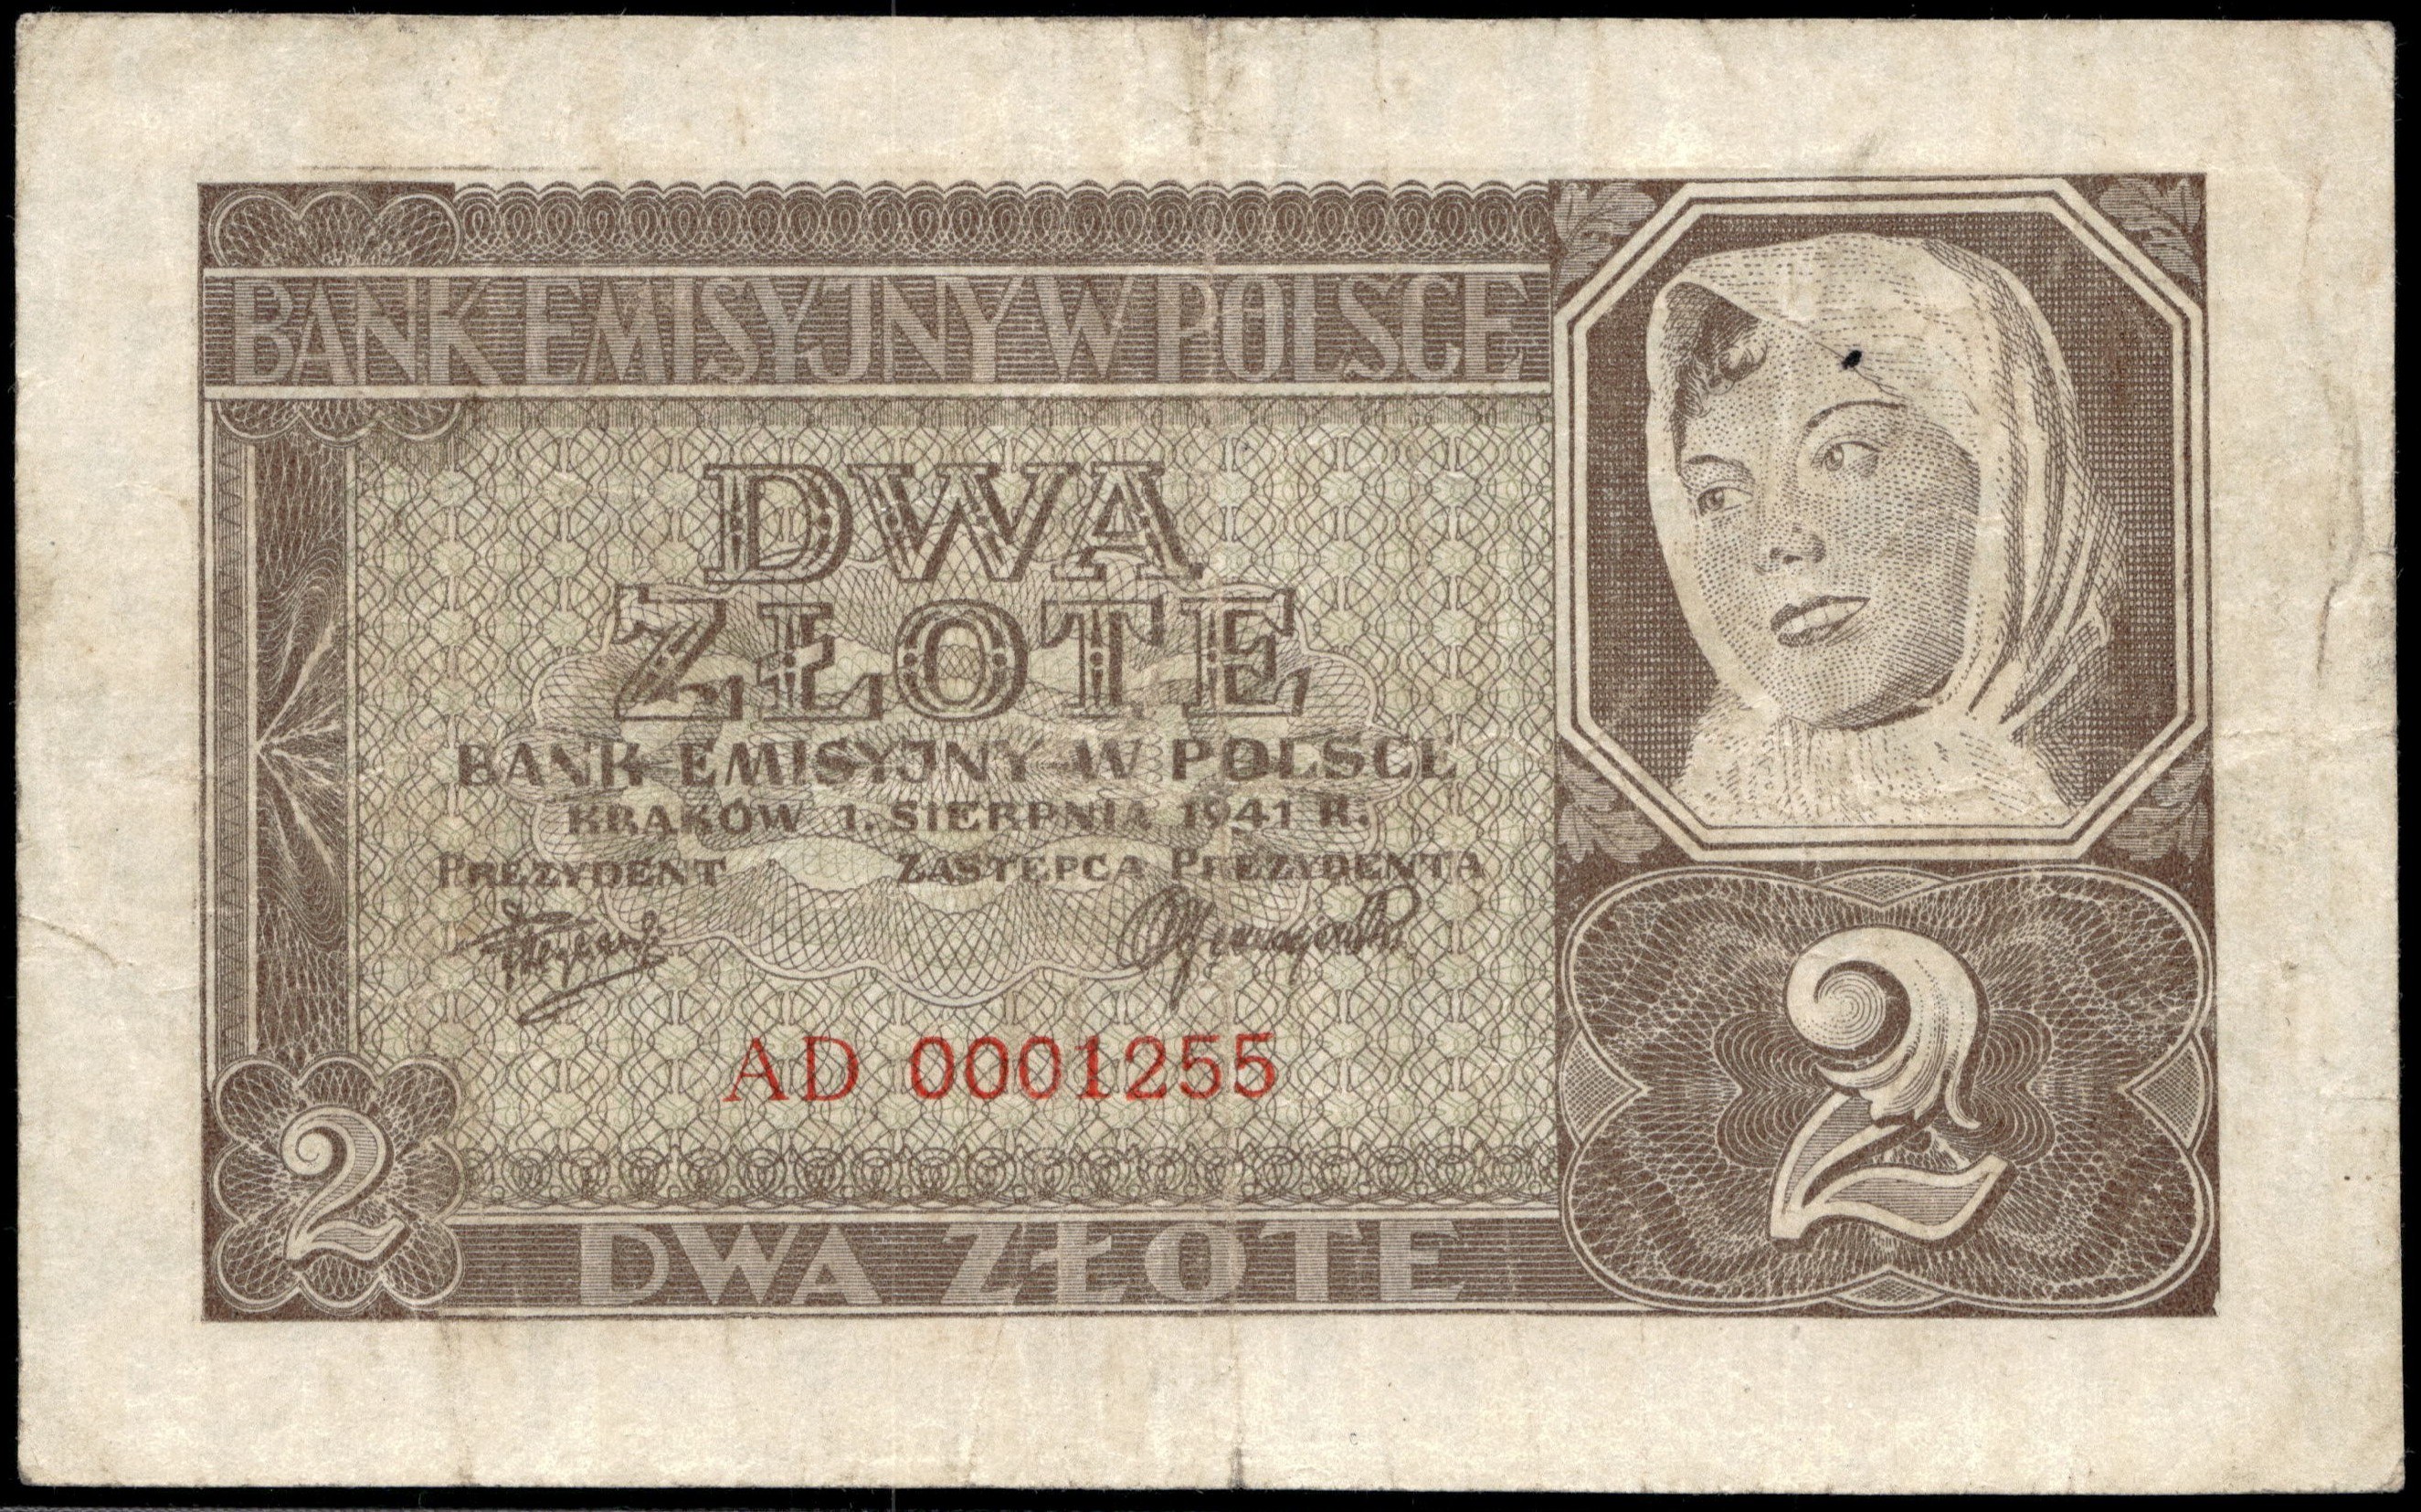 BANK EMISYJNY W POLSCE
DWA
ZŁOTE
BANK EMISYJNY W POLSCE
KRAKÓW 1. SIERPNIA 1941 R.
PREZYDENT ZASTĘPCA PREZYDENTA
AD 0001255
2
2
DWA ZŁOTE